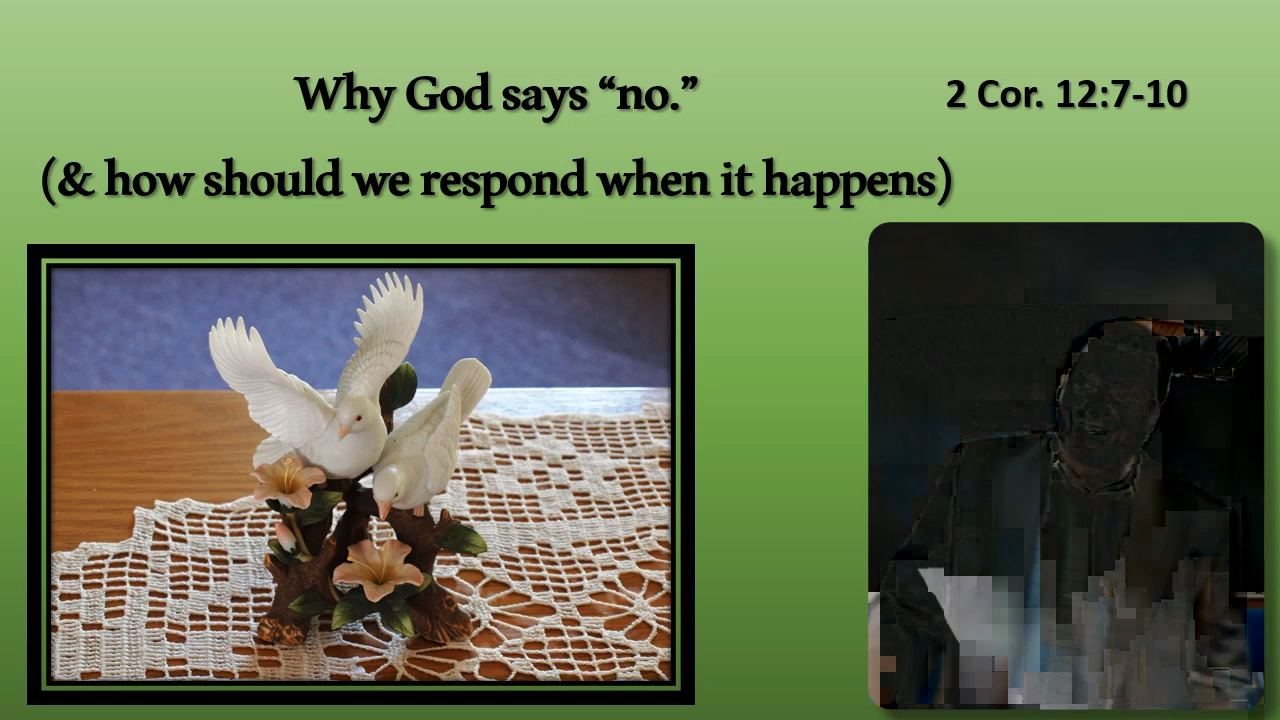 Why God says “no.”
2 Cor. 12:7-10
(& how should we respond when it happens)